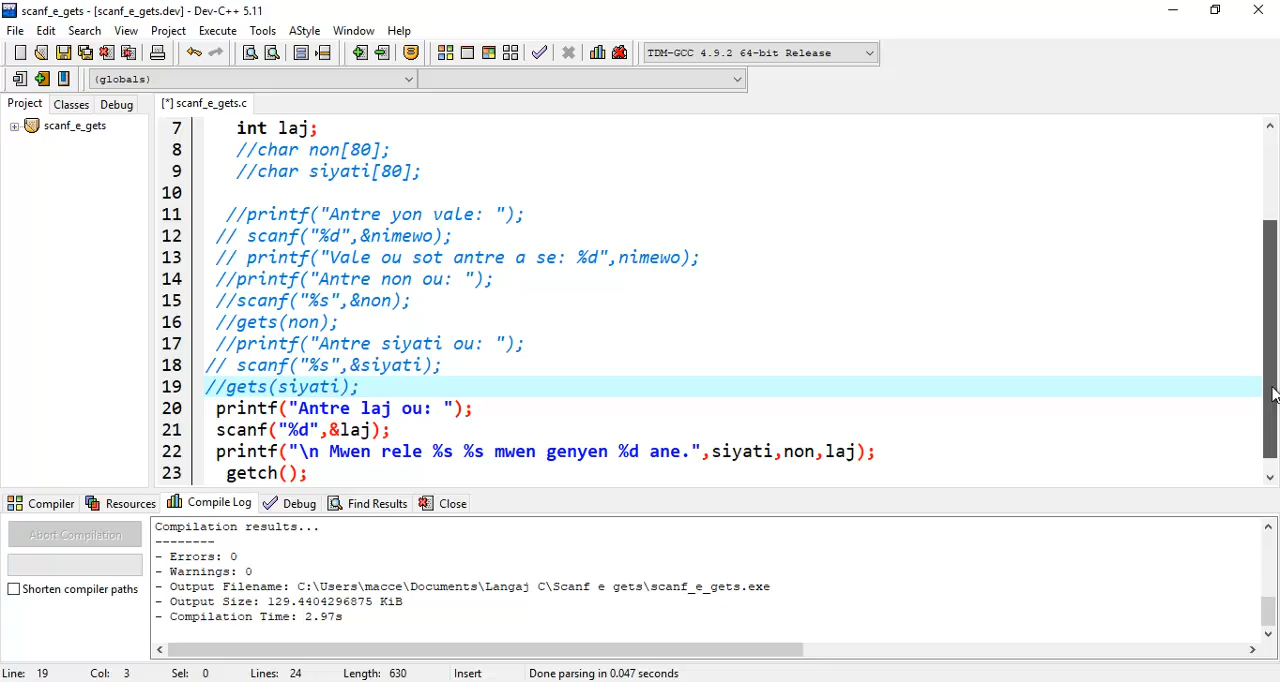 scanf_e_gets - [scanf_e_gets.dev] - Dev-C++ 5.11
File Edit Search View Project Execute Tools AStyle Window Help
TDM-GCC 4.9.2 64-bit Release
(globals)
Project Classes Debug [*] scanf_e_gets.c
scanf_e_gets
7 int laj;
8 //char non[80];
9 //char siyati[80];
10
11 //printf("Antre yon vale: ");
12 // scanf("%d",&nimewo);
13 // printf("Vale ou sot antre a se: %d",nimewo);
14 //printf("Antre non ou: ");
15 //scanf("%s",&non);
16 //gets(non);
17 //printf("Antre siyati ou: ");
18 // scanf("%s",&siyati);
19 //gets(siyati);
20 printf("Antre laj ou: ");
21 scanf("%d",&laj);
22 printf("\n Mwen rele %s %s mwen genyen %d ane.",siyati,non,laj);
23 getch();
Compiler Resources Compile Log Debug Find Results Close
Abort Compilation
Shorten compiler paths
Compilation results...
--------
- Errors: 0
- Warnings: 0
- Output Filename: C:\Users\macce\Documents\Langaj C\Scanf e gets\scanf_e_gets.exe
- Output Size: 129.4404296875 KiB
- Compilation Time: 2.97s
Line: 19 Col: 3 Sel: 0 Lines: 24 Length: 630 Insert Done parsing in 0.047 seconds